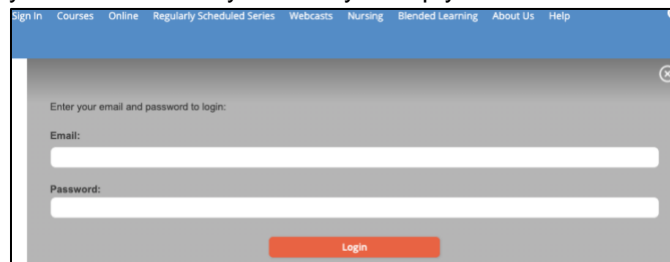 Sign In Courses Online Regularly Scheduled Series Webcasts Nursing Blended Learning About Us Help
Enter your email and password to login:
Email:
Password:
Login